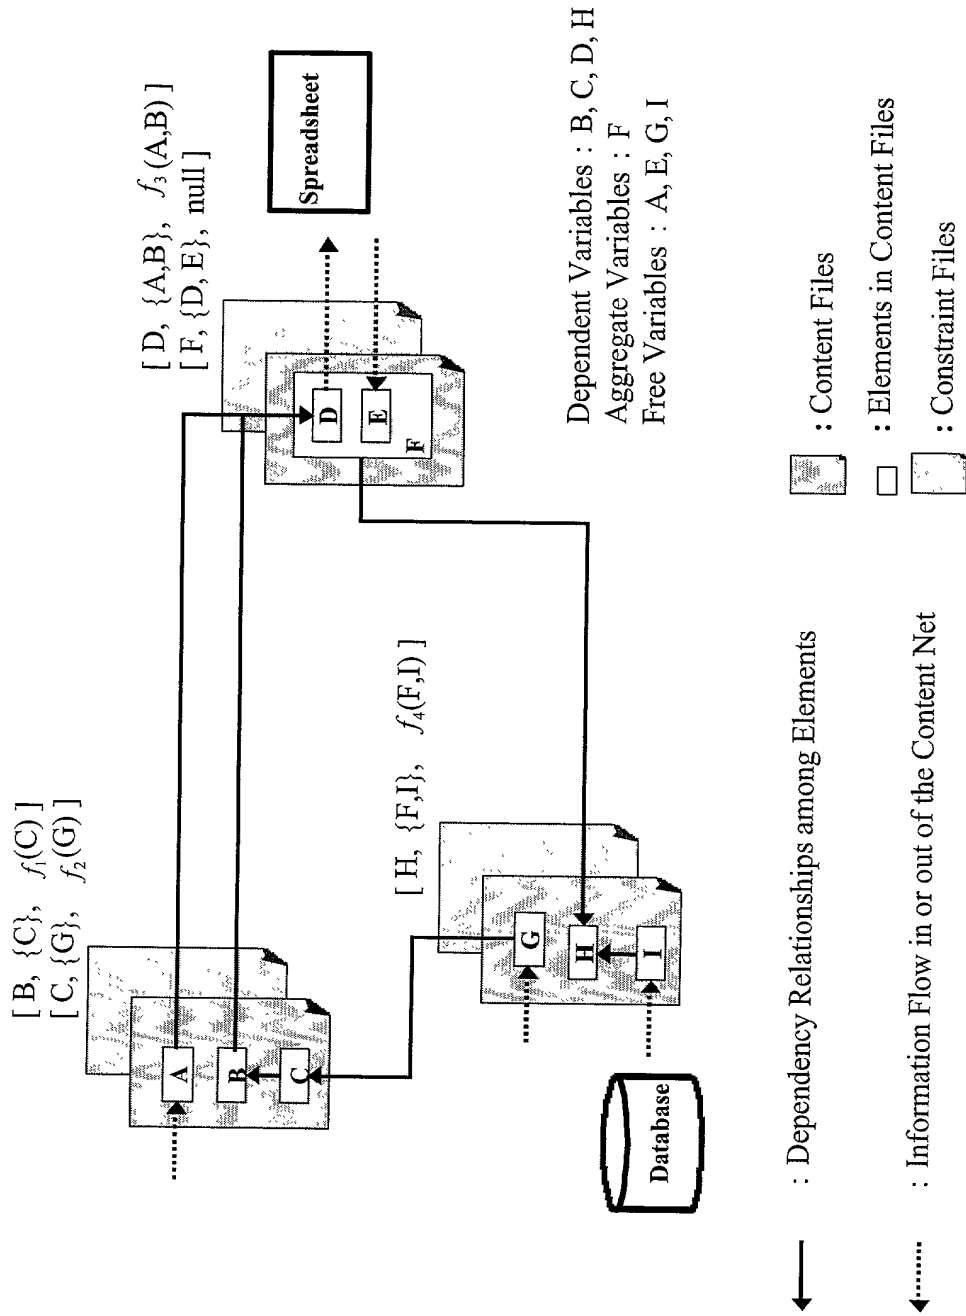 [ B, {C}, f₁(C) ]
[ C, {G}, f₂(G) ]
[ D, {A,B}, f₃(A,B) ]
[ F, {D, E}, null ]
A
B
C
D
E
F
Spreadsheet
[ H, {F,I}, f₄(F,I) ]
G
H
I
Database
Dependent Variables : B, C, D, H
Aggregate Variables : F
Free Variables : A, E, G, I
: Dependency Relationships among Elements
: Information Flow in or out of the Content Net
: Content Files
: Elements in Content Files
: Constraint Files